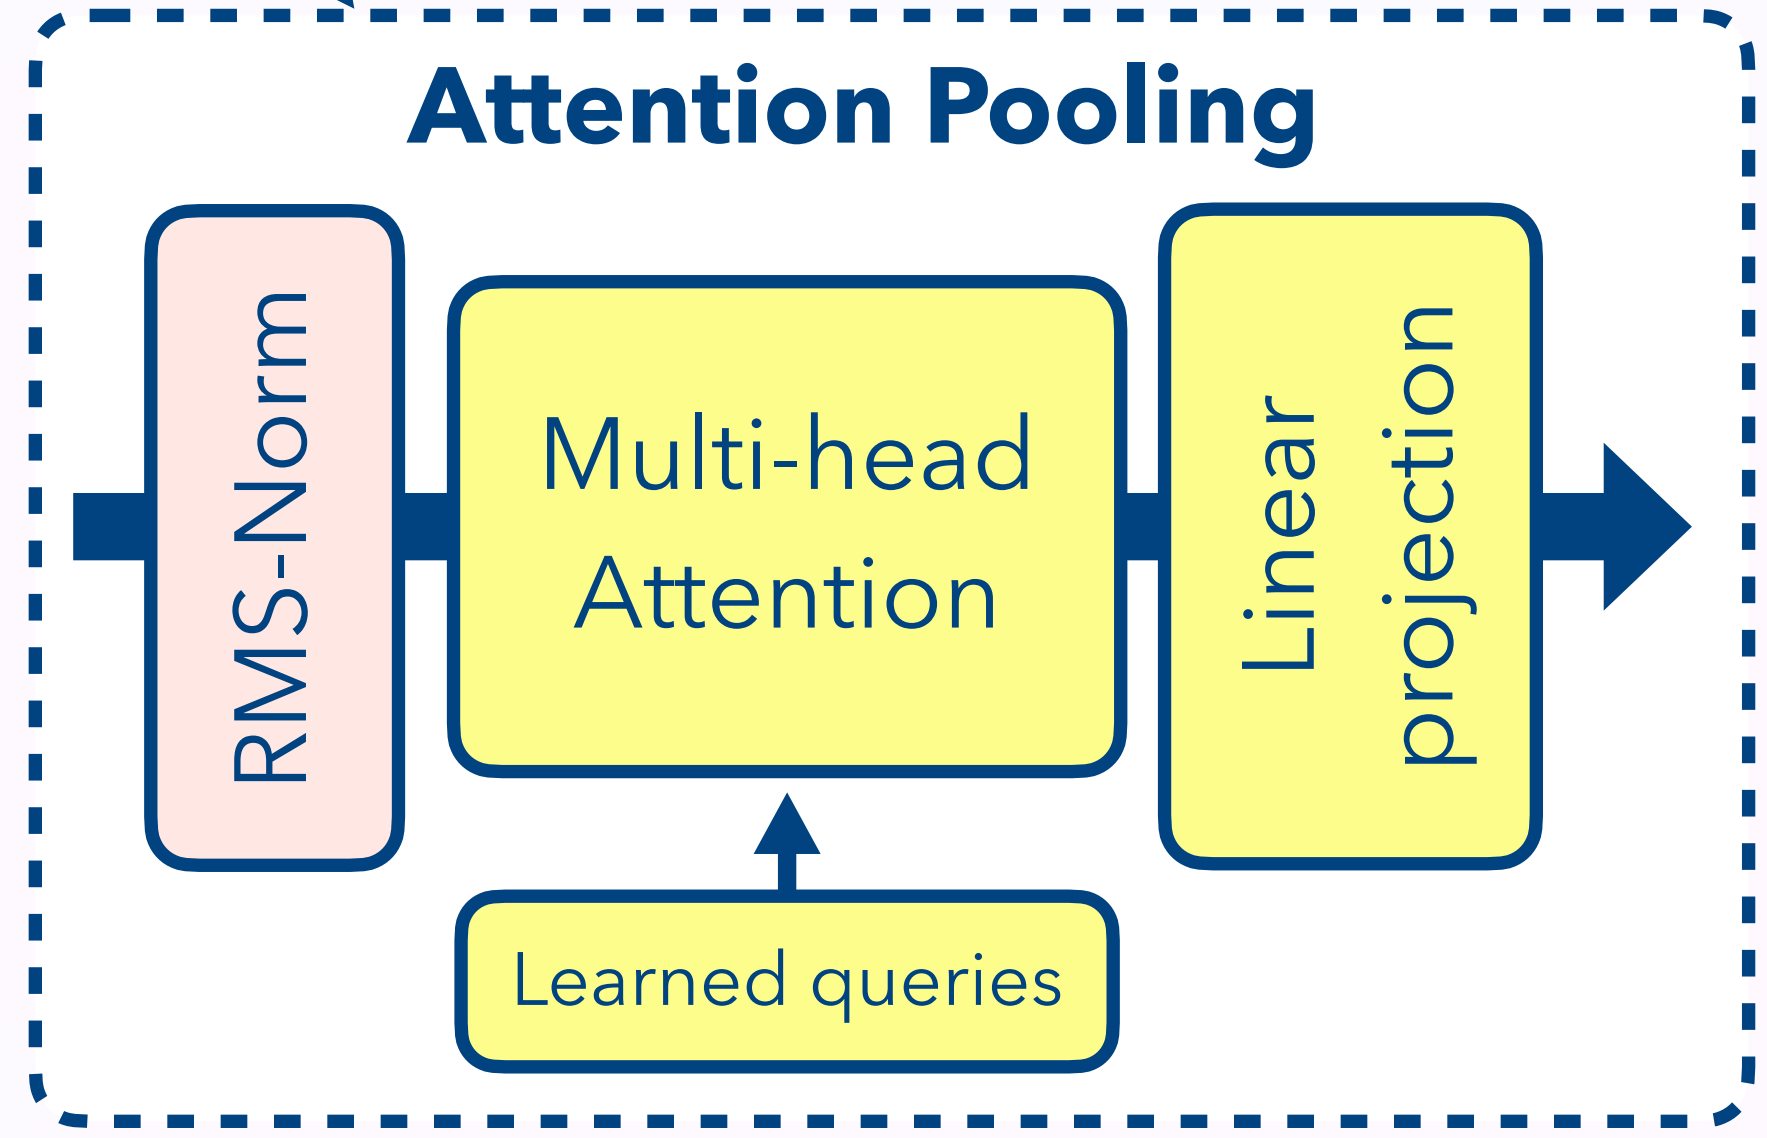 Attention Pooling
RMS-Norm
Multi-head
Attention
Linear
projection
Learned queries